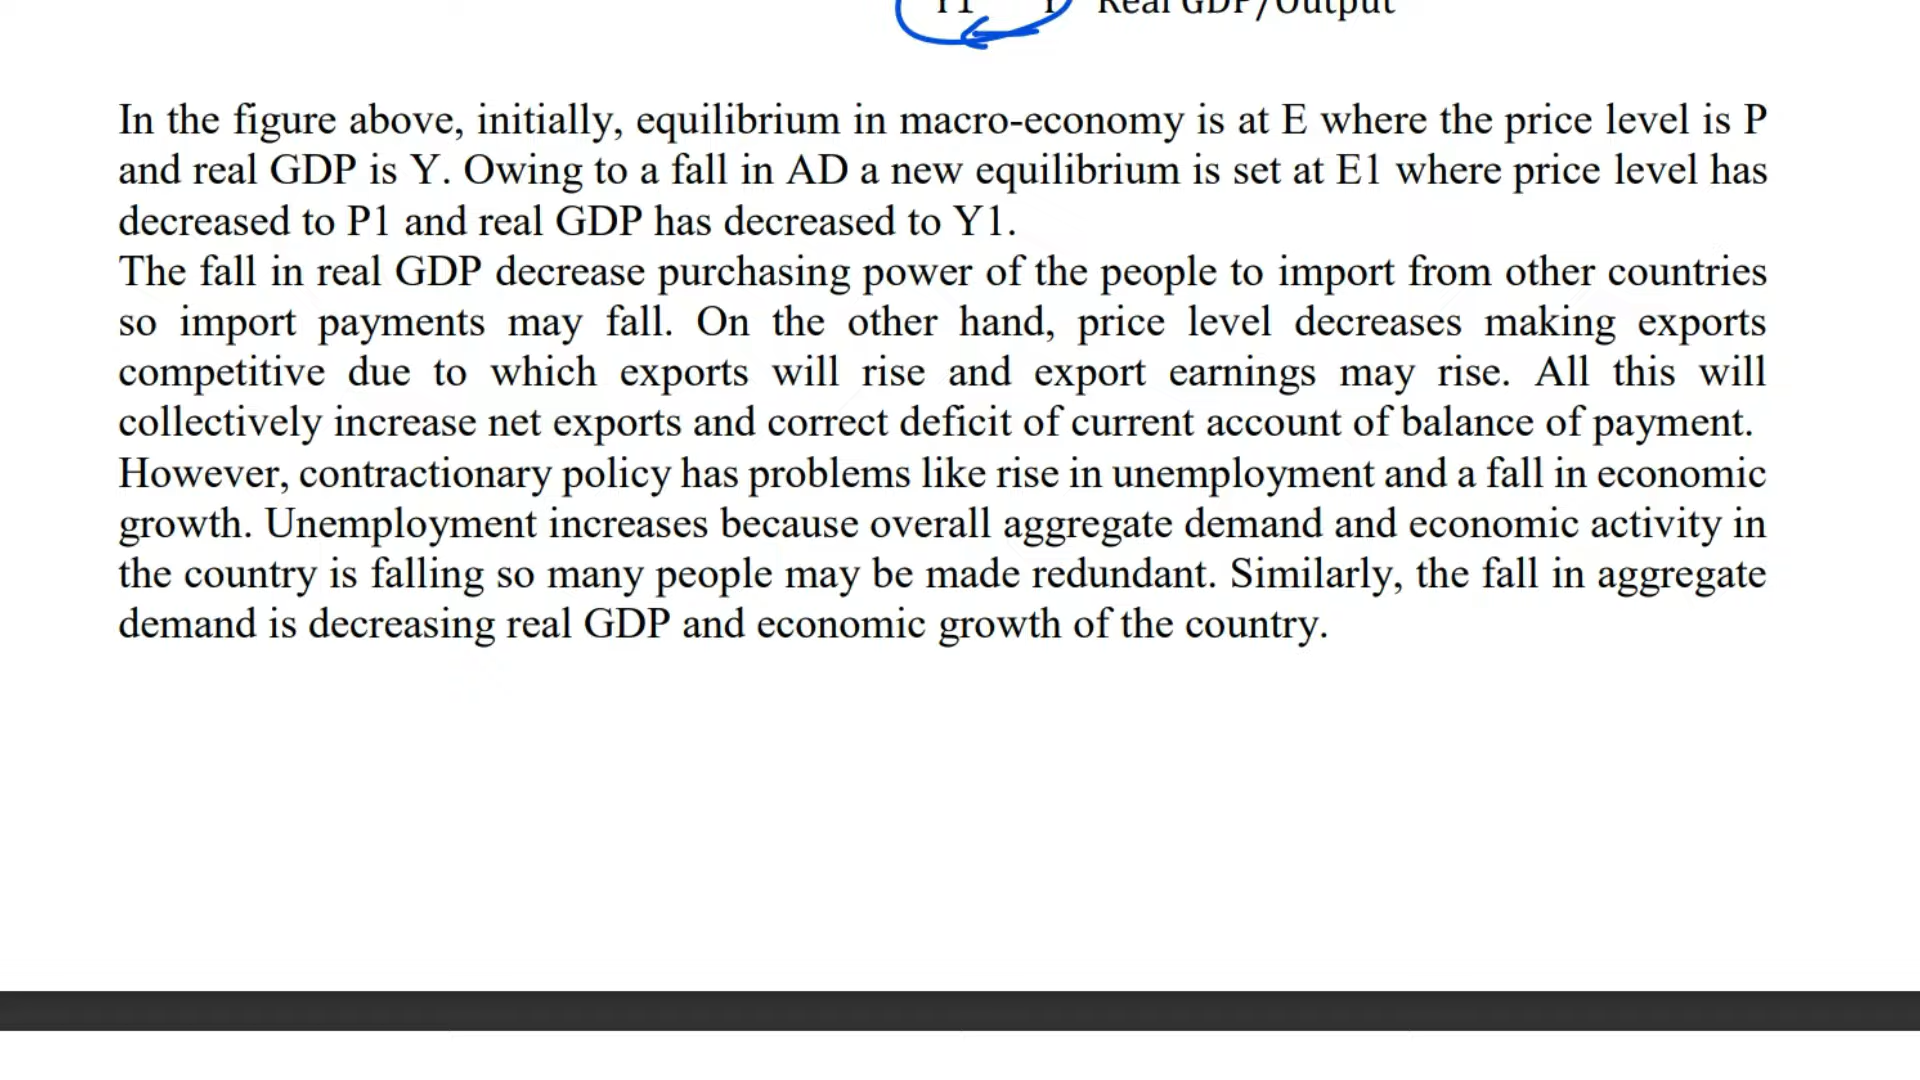 Y1 Y Real GDP/Output
In the figure above, initially, equilibrium in macro-economy is at E where the price level is P
and real GDP is Y. Owing to a fall in AD a new equilibrium is set at E1 where price level has
decreased to P1 and real GDP has decreased to Y1.
The fall in real GDP decrease purchasing power of the people to import from other countries
so import payments may fall. On the other hand, price level decreases making exports
competitive due to which exports will rise and export earnings may rise. All this will
collectively increase net exports and correct deficit of current account of balance of payment.
However, contractionary policy has problems like rise in unemployment and a fall in economic
growth. Unemployment increases because overall aggregate demand and economic activity in
the country is falling so many people may be made redundant. Similarly, the fall in aggregate
demand is decreasing real GDP and economic growth of the country.